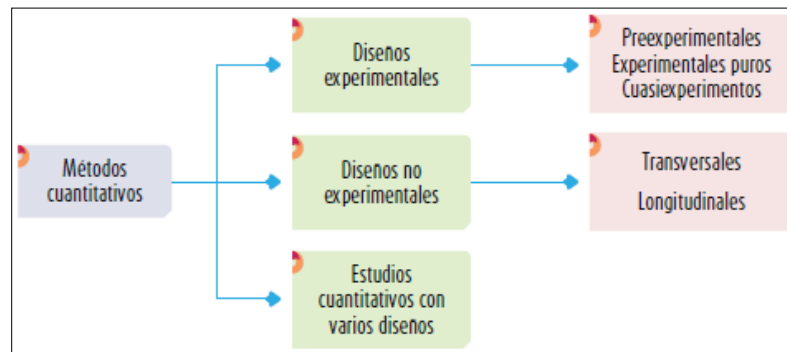 Métodos
cuantitativos
Diseños
experimentales
Preexperimentales
Experimentales puros
Cuasiexperimentos
Diseños no
experimentales
Transversales
Longitudinales
Estudios
cuantitativos con
varios diseños